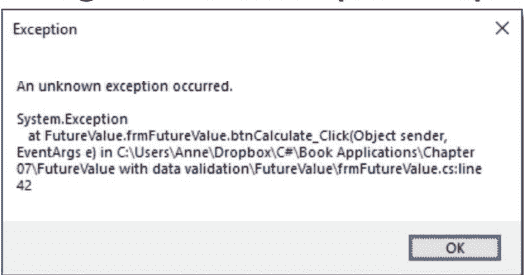 Exception
An unknown exception occurred.
System.Exception
at FutureValue.frmFutureValue.btnCalculate_Click(Object sender,
EventArgs e) in C:\Users\Anne\Dropbox\C#\Book Applications\Chapter
07\FutureValue with data validation\FutureValue\frmFutureValue.cs:line
42
OK